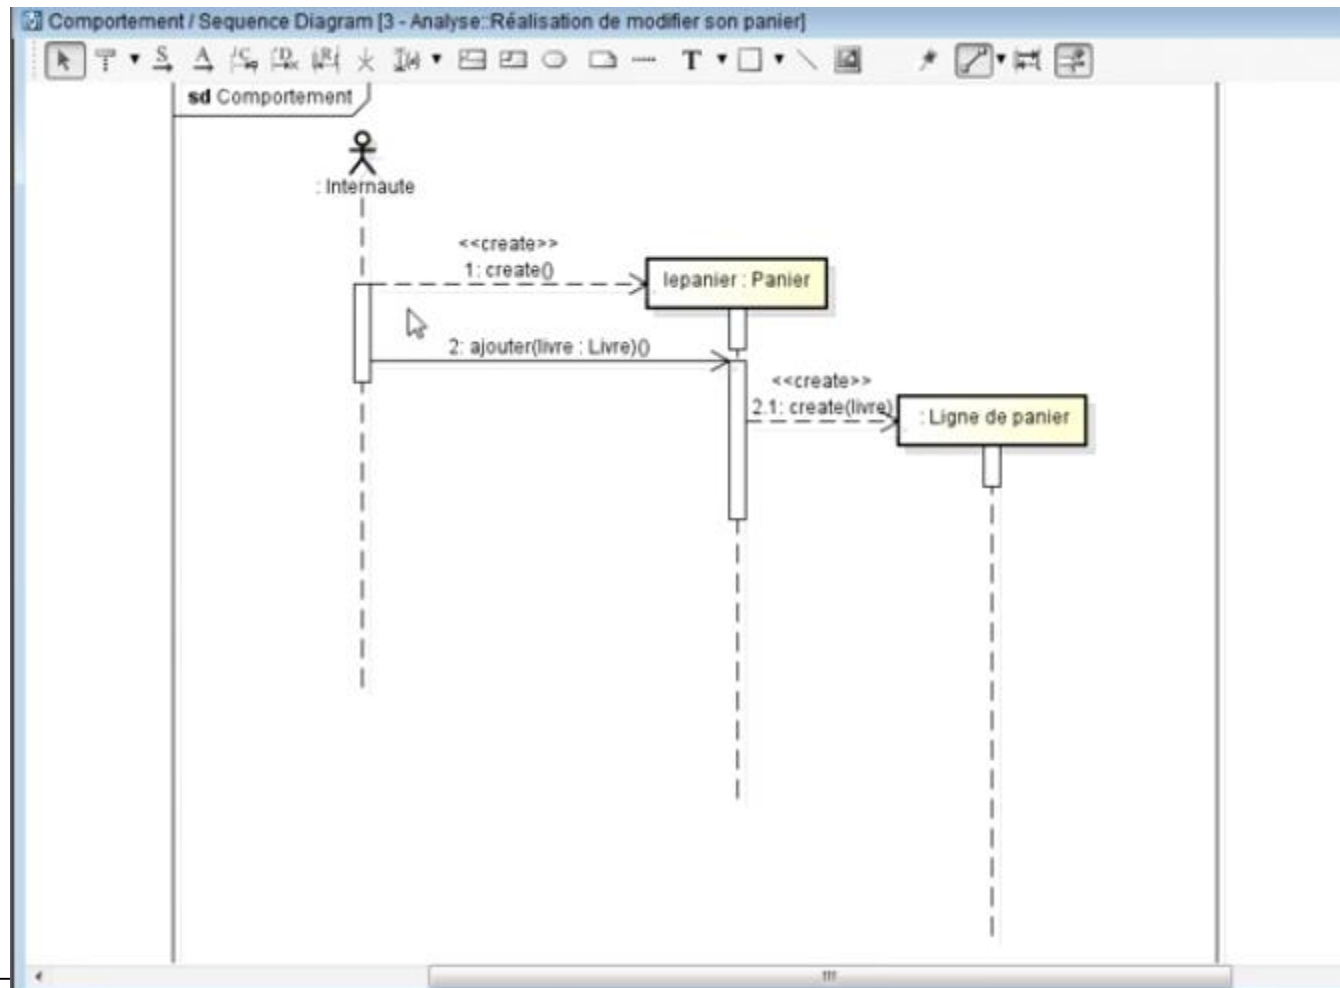 Comportement / Sequence Diagram [3 - Analyse::Réalisation de modifier son panier]
sd Comportement
: Internaute
<<create>>
1: create()
lepanier : Panier
2: ajouter(livre : Livre)()
<<create>>
2.1: create(livre)
: Ligne de panier